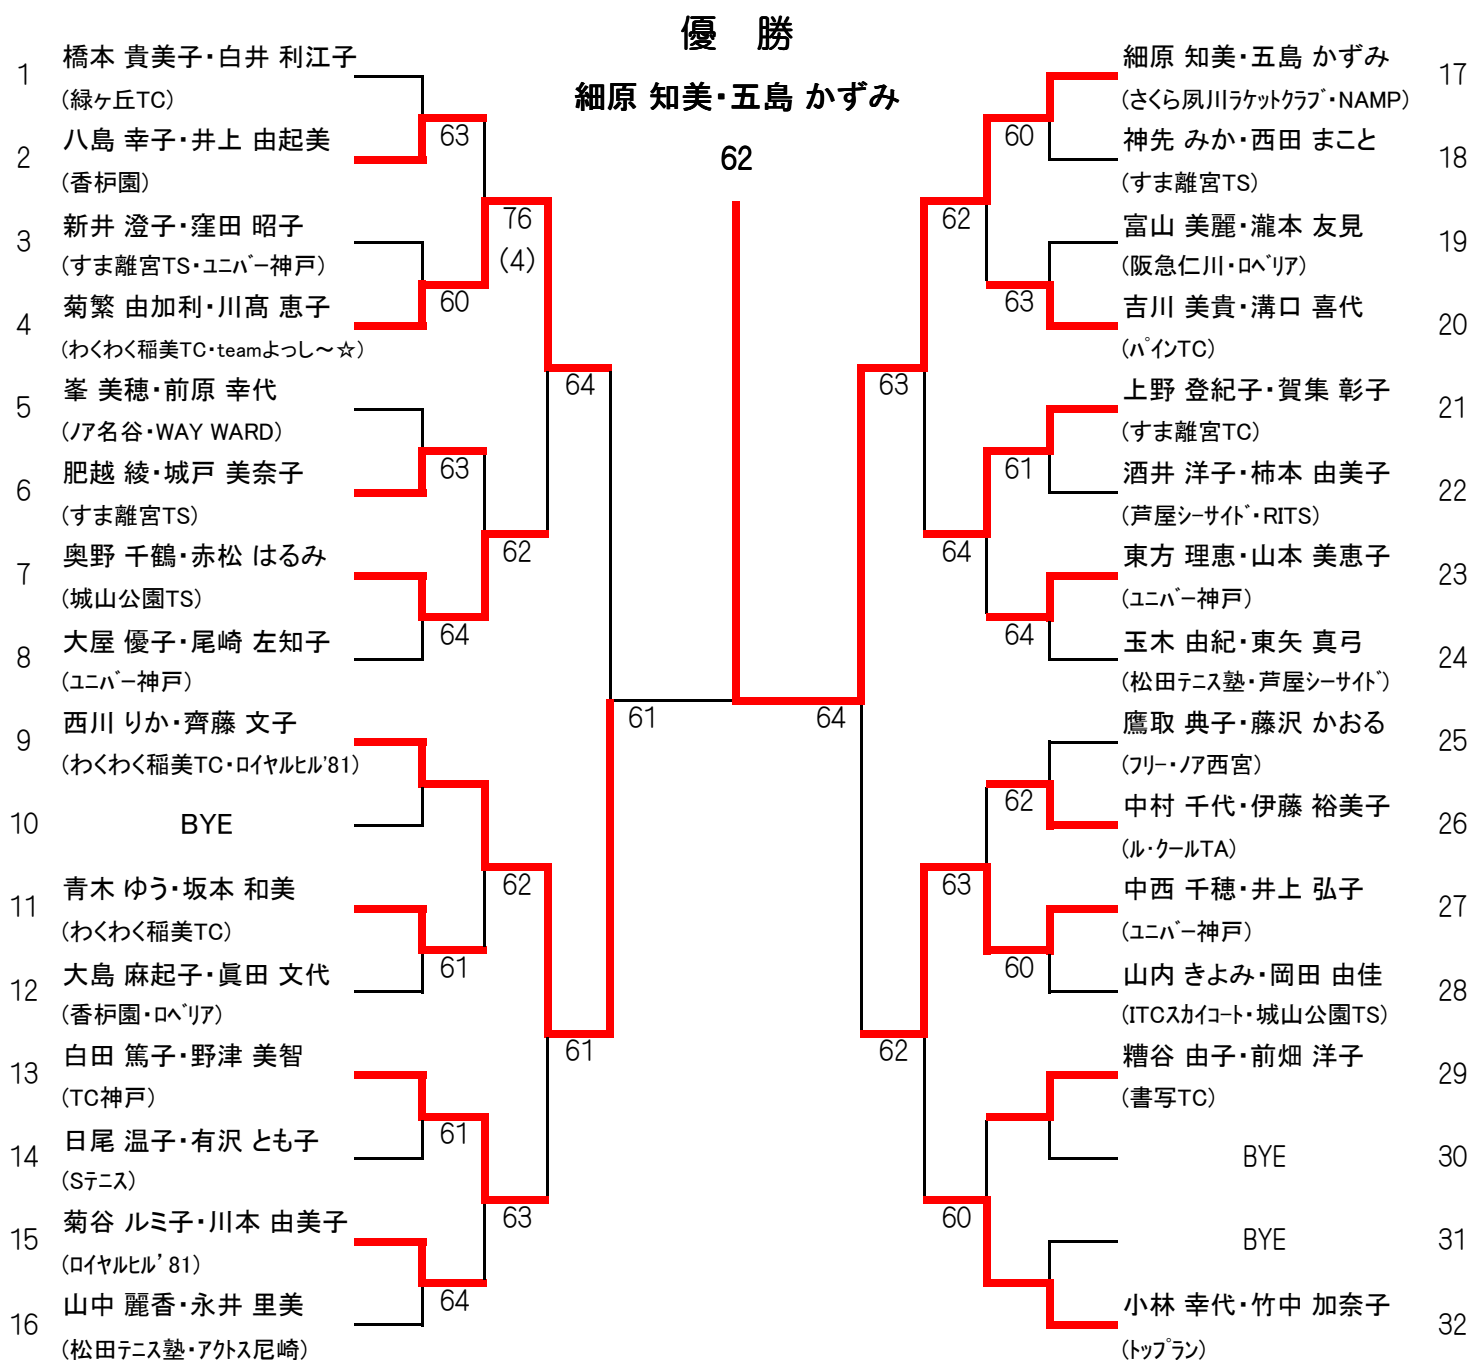 優 勝
細原 知美・五島 かずみ
62
1
橋本 貴美子・白井 利江子
(緑ヶ丘TC)
2
八島 幸子・井上 由起美
(香枦園)
63
3
新井 澄子・窪田 昭子
(すま離宮TS・ユニバー神戸)
76
(4)
4
菊繁 由加利・川髙 恵子
(わくわく稲美TC・teamよっし～☆)
60
5
峯 美穂・前原 幸代
(ノア名谷・WAY WARD)
64
6
肥越 綾・城戸 美奈子
(すま離宮TS)
63
7
奥野 千鶴・赤松 はるみ
(城山公園TS)
62
8
大屋 優子・尾崎 左知子
(ユニバー神戸)
64
9
西川 りか・齊藤 文子
(わくわく稲美TC・ロイヤルヒル'81)
61
10
BYE
11
青木 ゆう・坂本 和美
(わくわく稲美TC)
62
12
大島 麻起子・眞田 文代
(香枦園・ロベリア)
61
13
白田 篤子・野津 美智
(TC神戸)
61
14
日尾 温子・有沢 とも子
(Sテニス)
61
15
菊谷 ルミ子・川本 由美子
(ロイヤルヒル'81)
63
16
山中 麗香・永井 里美
(松田テニス塾・アクトス尼崎)
64
細原 知美・五島 かずみ
(さくら夙川ラケットクラブ・NAMP)
17
60
神先 みか・西田 まこと
(すま離宮TS)
18
62
富山 美麗・瀧本 友見
(阪急仁川・ロベリア)
19
63
吉川 美貴・溝口 喜代
(パインTC)
20
63
上野 登紀子・賀集 彰子
(すま離宮TC)
21
61
酒井 洋子・柿本 由美子
(芦屋シーサイド・RITS)
22
64
東方 理恵・山本 美恵子
(ユニバー神戸)
23
64
玉木 由紀・東矢 真弓
(松田テニス塾・芦屋シーサイド)
24
64
鷹取 典子・藤沢 かおる
(フリー・ノア西宮)
25
62
中村 千代・伊藤 裕美子
(ル・クールTA)
26
63
中西 千穂・井上 弘子
(ユニバー神戸)
27
60
山内 きよみ・岡田 由佳
(ITCスカイコート・城山公園TS)
28
62
糟谷 由子・前畑 洋子
(書写TC)
29
BYE
30
60
BYE
31
小林 幸代・竹中 加奈子
(トップラン)
32